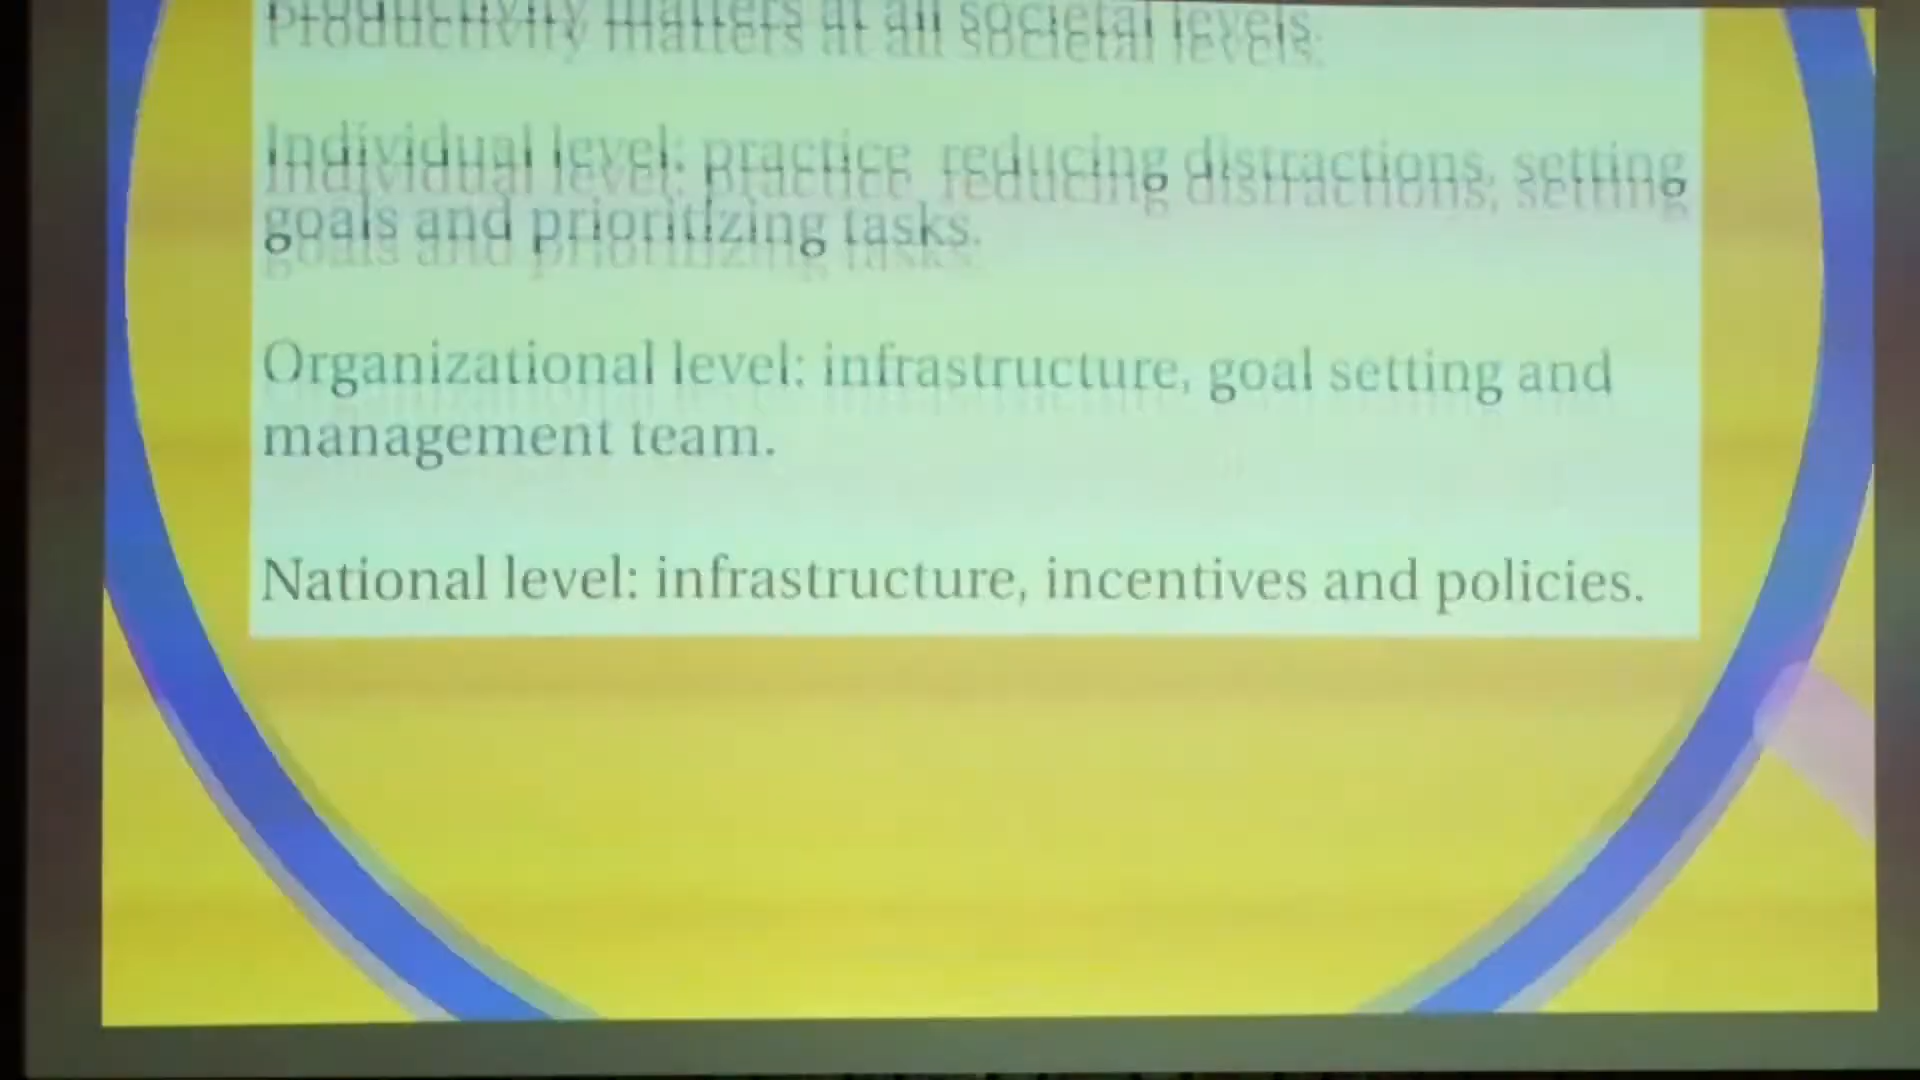 Productivity matters at all societal levels.
Individual level: practice reducing distractions, setting
goals and prioritizing tasks.
Organizational level: infrastructure, goal setting and
management team.
National level: infrastructure, incentives and policies.